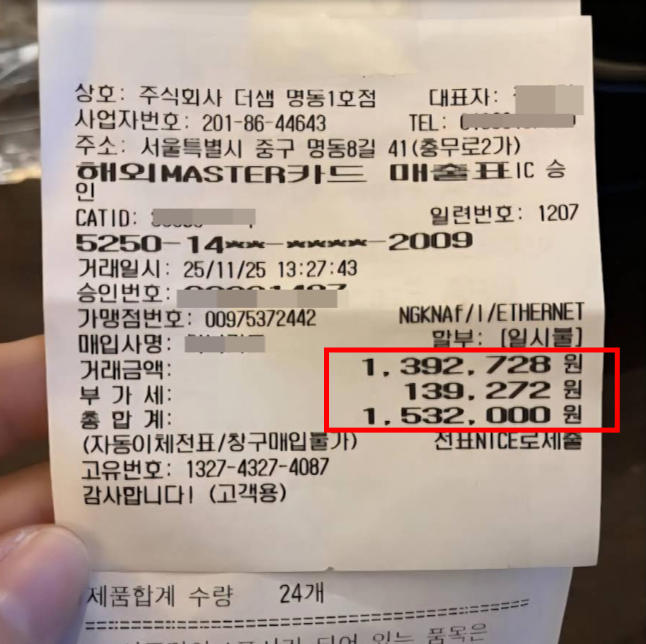 상호: 주식회사 더샘 명동1호점 대표자:
사업자번호: 201-86-44643 TEL:
주소: 서울특별시 중구 명동8길 41(충무로2가)
해외MASTER카드 매출표IC 승
인
CATID: 일련번호: 1207
5250-14**-****-2009
거래일시: 25/11/25 13:27:43
승인번호:
가맹점번호: 00975372442 NGKNAf/I/ETHERNET
매입사명: 할부: [일시불]
거래금액: 1,392,728 원
부 가 세: 139,272 원
총 합 계: 1,532,000 원
(자동이체전표/청구매입불가) 전표NICE로제출
고유번호: 1327-4327-4087
감사합니다! (고객용)
제품합계 수량 24개
있는 품목은